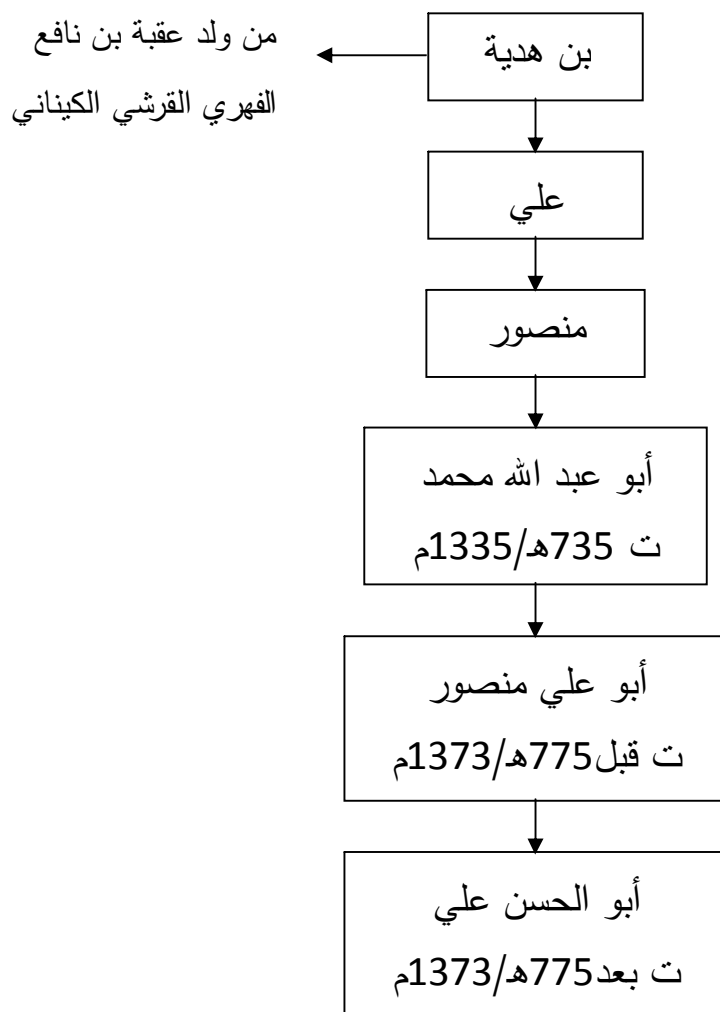 بن هدية
من ولد عقبة بن نافع
الفهري القرشي الكيناني
علي
منصور
أبو عبد الله محمد
ت 735هـ/1335م
أبو علي منصور
ت قبل775هـ/1373م
أبو الحسن علي
ت بعد775هـ/1373م